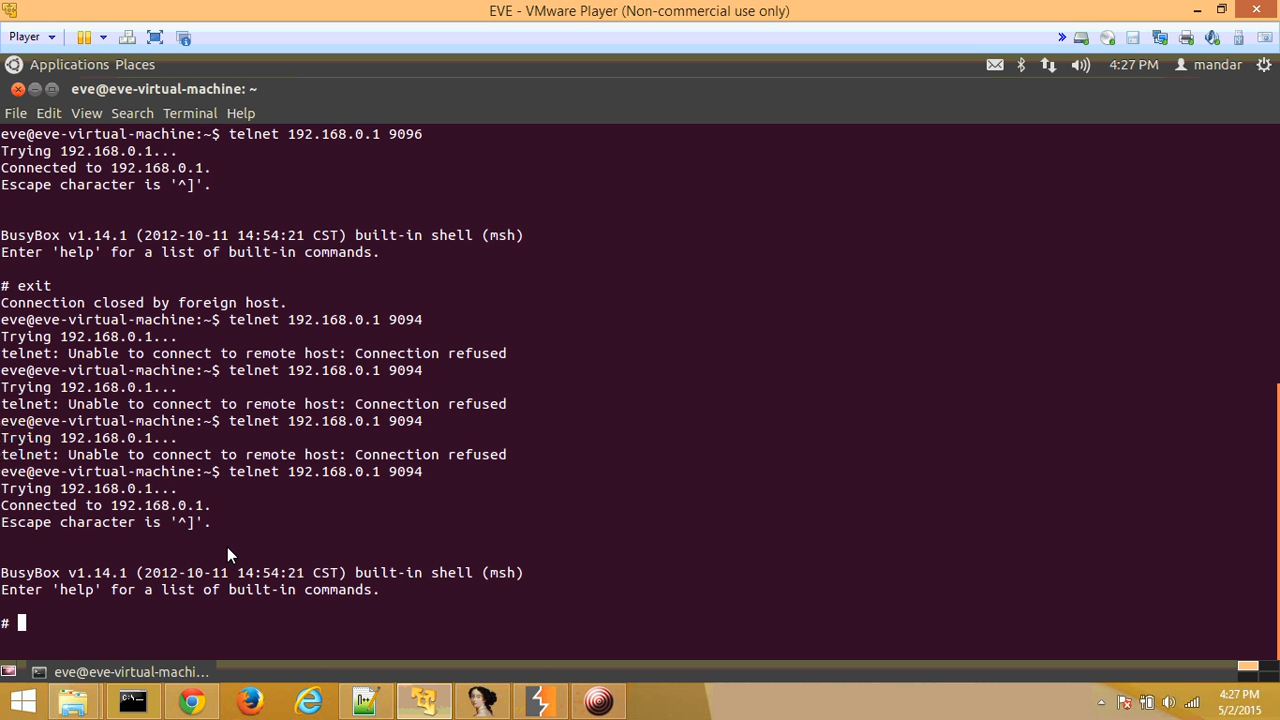 EVE - VMware Player (Non-commercial use only)
Player
Applications Places
4:27 PM
mandar
eve@eve-virtual-machine: ~
File Edit View Search Terminal Help
eve@eve-virtual-machine:~$ telnet 192.168.0.1 9096
Trying 192.168.0.1...
Connected to 192.168.0.1.
Escape character is '^]'.
BusyBox v1.14.1 (2012-10-11 14:54:21 CST) built-in shell (msh)
Enter 'help' for a list of built-in commands.
# exit
Connection closed by foreign host.
eve@eve-virtual-machine:~$ telnet 192.168.0.1 9094
Trying 192.168.0.1...
telnet: Unable to connect to remote host: Connection refused
eve@eve-virtual-machine:~$ telnet 192.168.0.1 9094
Trying 192.168.0.1...
telnet: Unable to connect to remote host: Connection refused
eve@eve-virtual-machine:~$ telnet 192.168.0.1 9094
Trying 192.168.0.1...
telnet: Unable to connect to remote host: Connection refused
eve@eve-virtual-machine:~$ telnet 192.168.0.1 9094
Trying 192.168.0.1...
Connected to 192.168.0.1.
Escape character is '^]'.
BusyBox v1.14.1 (2012-10-11 14:54:21 CST) built-in shell (msh)
Enter 'help' for a list of built-in commands.
#
eve@eve-virtual-machi...
4:27 PM
5/2/2015